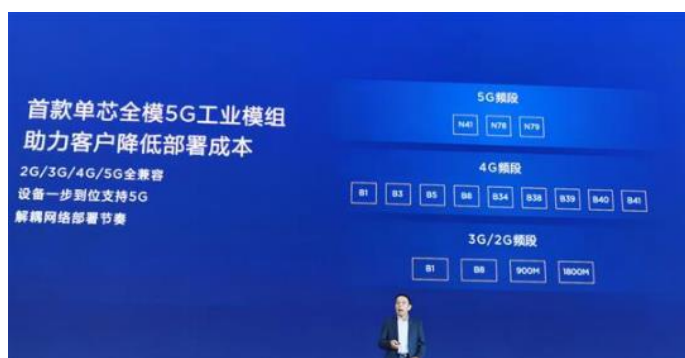 首款单芯全模5G工业模组
助力客户降低部署成本
2G/3G/4G/5G全兼容
设备一步到位支持5G
解耦网络部署节奏
5G频段
N41 N78 N79
4G频段
B1 B3 B5 B8 B34 B38 B39 B40 B41
3G/2G频段
B1 B8 900M 1800M